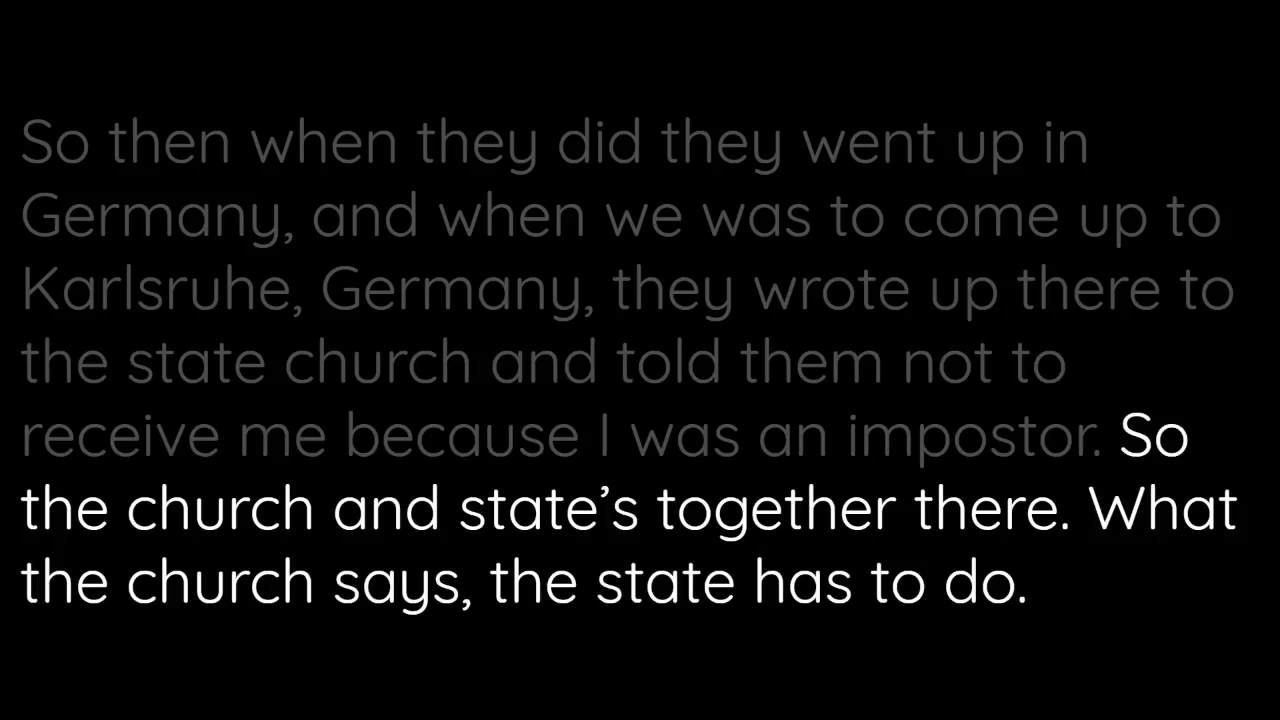 So then when they did they went up in
Germany, and when we was to come up to
Karlsruhe, Germany, they wrote up there to
the state church and told them not to
receive me because I was an impostor. So
the church and state’s together there. What
the church says, the state has to do.